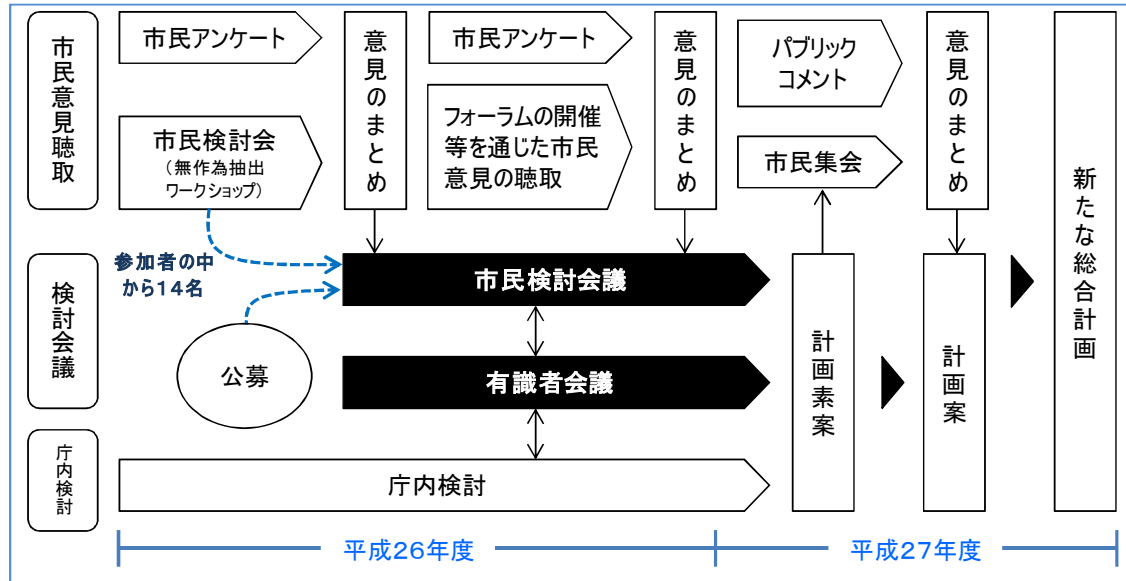 市民意見聴取
市民アンケート
市民検討会
（無作為抽出
ワークショップ）
意見のまとめ
市民アンケート
フォーラムの開催
等を通じた市民
意見の聴取
意見のまとめ
パブリック
コメント
市民集会
意見のまとめ
新たな総合計画
検討会議
参加者の中
から14名
公募
市民検討会議
有識者会議
計画素案
計画案
庁内検討
庁内検討
平成26年度
平成27年度